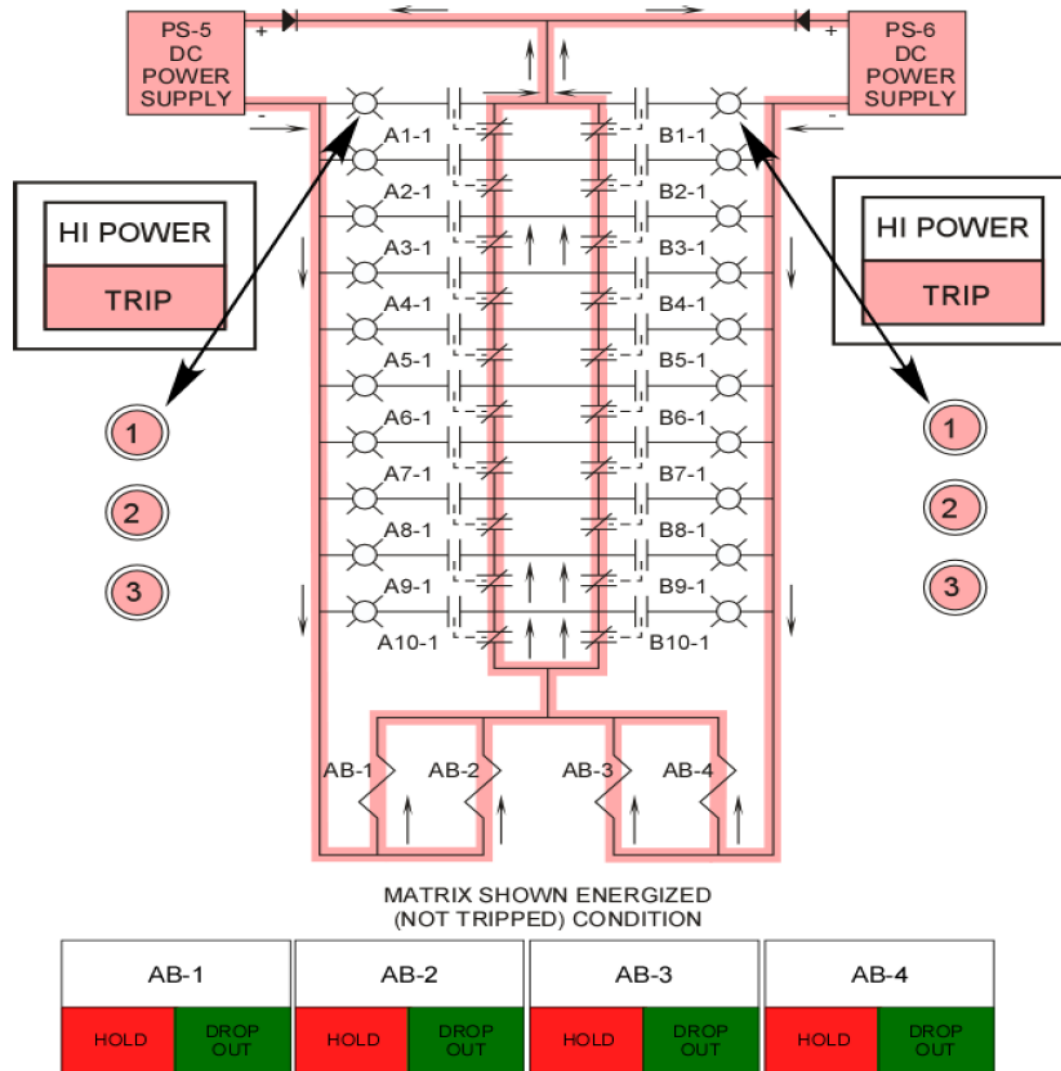 PS-5
DC
POWER
SUPPLY
+
-
PS-6
DC
POWER
SUPPLY
+
-
HI POWER
TRIP
HI POWER
TRIP
A1-1
B1-1
A2-1
B2-1
A3-1
B3-1
A4-1
B4-1
A5-1
B5-1
A6-1
B6-1
A7-1
B7-1
A8-1
B8-1
A9-1
B9-1
A10-1
B10-1
1
2
3
1
2
3
AB-1
AB-2
AB-3
AB-4
MATRIX SHOWN ENERGIZED
(NOT TRIPPED) CONDITION
AB-1
AB-2
AB-3
AB-4
HOLD
DROP
OUT
HOLD
DROP
OUT
HOLD
DROP
OUT
HOLD
DROP
OUT